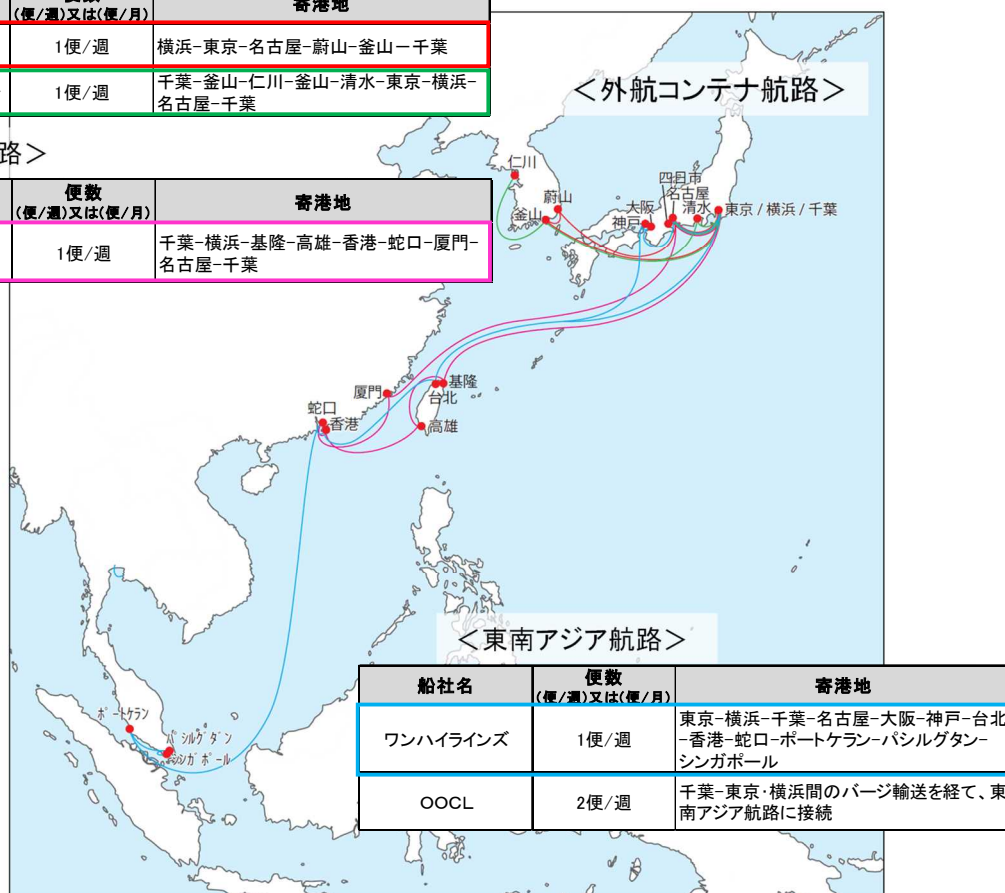 (便/週)又は(便/月)
寄港地
1便/週
横浜-東京-名古屋-蔚山-釜山ー千葉
1便/週
千葉-釜山-仁川-釜山-清水-東京-横浜-
名古屋-千葉
＜外航コンテナ航路＞
路＞
便数
(便/週)又は(便/月)
寄港地
1便/週
千葉-横浜-基隆-高雄-香港-蛇口-厦門-
名古屋-千葉
仁川
蔚山
釜山
四日市
名古屋
大阪
清水
神戸
東京 / 横浜 / 千葉
厦門
基隆
台北
蛇口
香港
高雄
＜東南アジア航路＞
船社名
便数
(便/週)又は(便/月)
寄港地
ワンハイラインズ
1便/週
東京-横浜-千葉-名古屋-大阪-神戸-台北
-香港-蛇口-ポートケラン-パシルグタン-
シンガポール
OOCL
2便/週
千葉-東京･横浜間のバージ輸送を経て、東
南アジア航路に接続
ポートケラン
パシルグダン
シンガポール